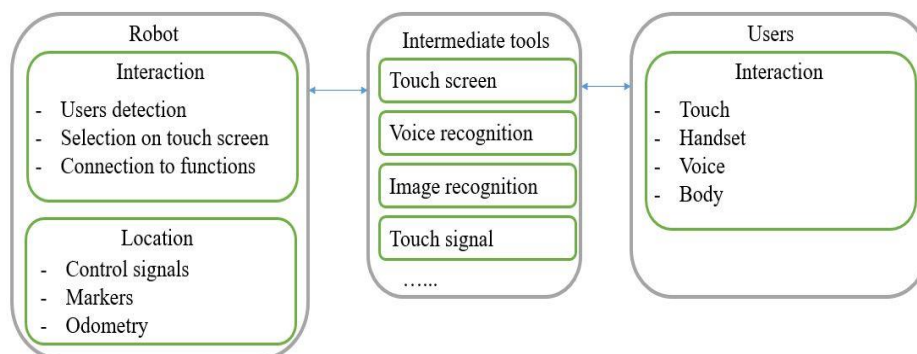 Robot
Interaction
- Users detection
- Selection on touch screen
- Connection to functions
Location
- Control signals
- Markers
- Odometry
Intermediate tools
Touch screen
Voice recognition
Image recognition
Touch signal
…...
Users
Interaction
- Touch
- Handset
- Voice
- Body